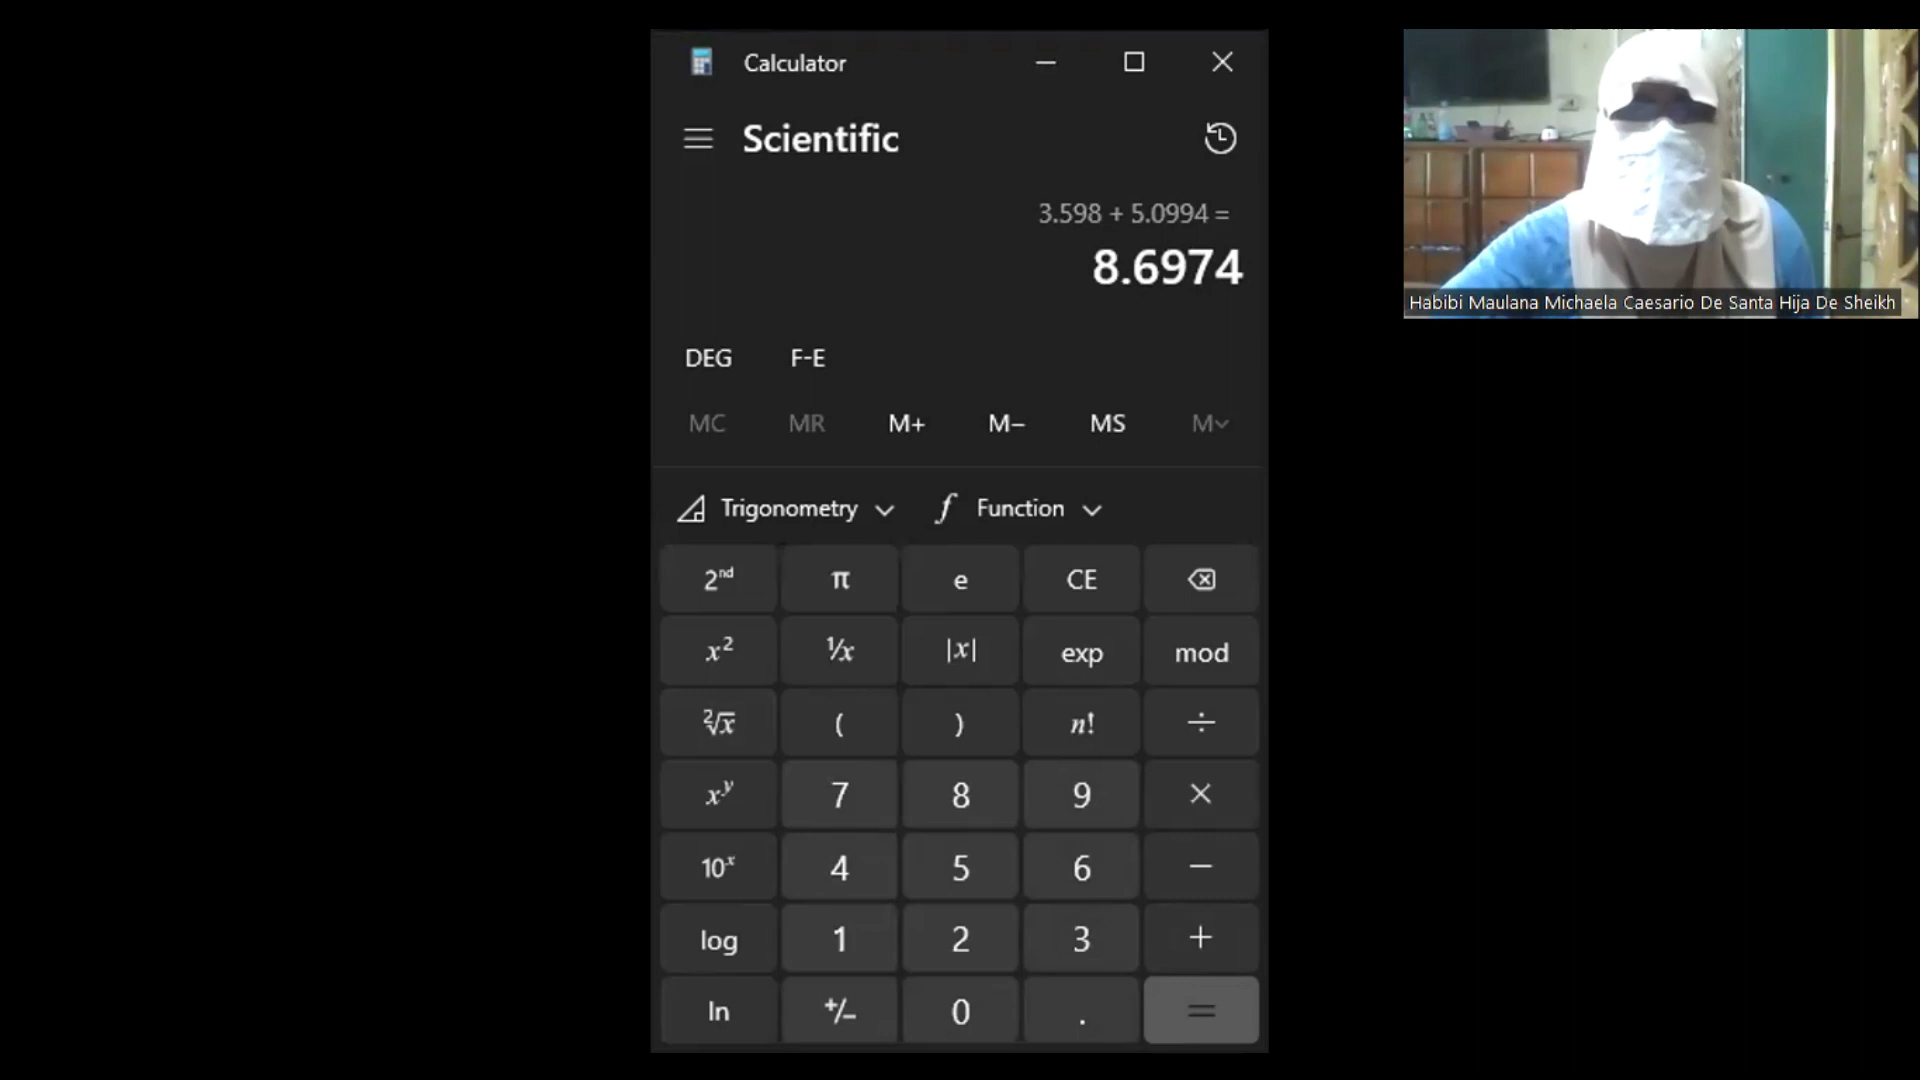 Calculator
Scientific
3.598 + 5.0994 =
8.6974
DEG F-E
MC MR M+ M− MS M
Trigonometry f Function
2ⁿᵈ π e CE
x² ¹/x |x| exp mod
²√x ( ) n! ÷
xʸ 7 8 9 ×
10ˣ 4 5 6 −
log 1 2 3 +
ln +/− 0 . =
Habibi Maulana Michaela Caesario De Santa Hija De Sheikh